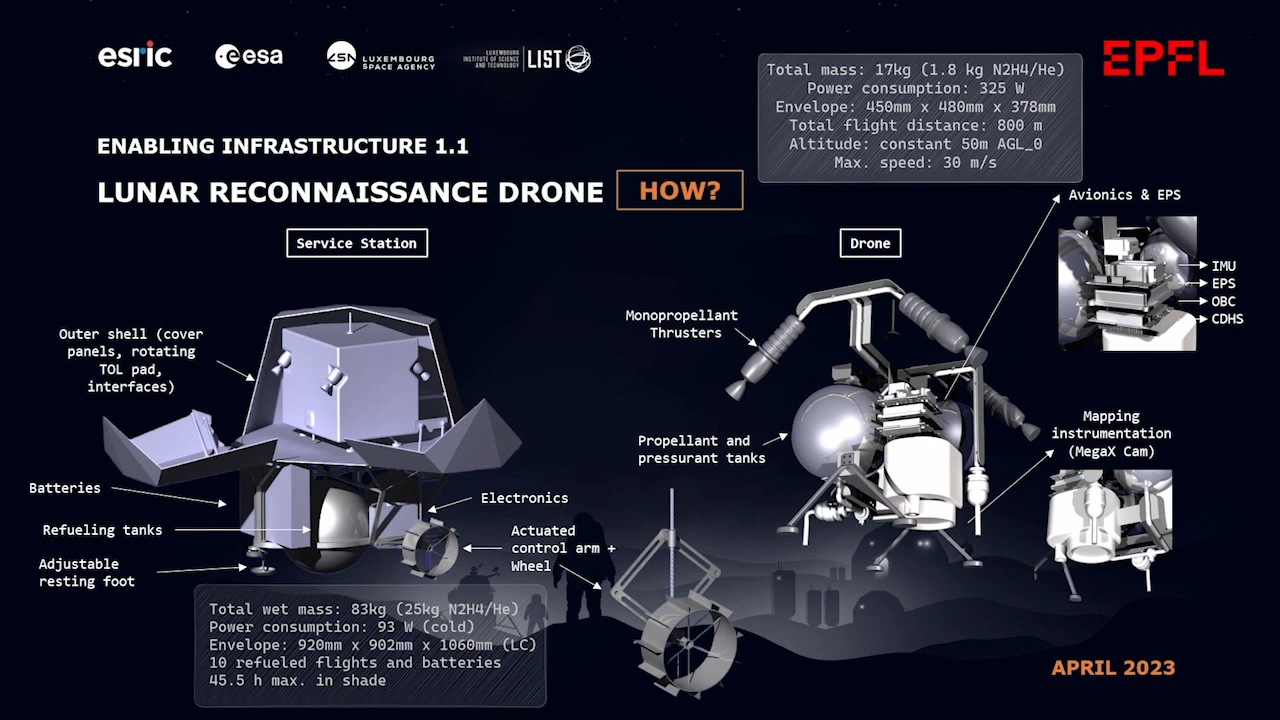 esric
esa
LSA LUXEMBOURG
SPACE AGENCY
LUXEMBOURG
INSTITUTE OF SCIENCE
AND TECHNOLOGY
LIST
EPFL
Total mass: 17kg (1.8 kg N2H4/He)
Power consumption: 325 W
Envelope: 450mm x 480mm x 378mm
Total flight distance: 800 m
Altitude: constant 50m AGL_0
Max. speed: 30 m/s
ENABLING INFRASTRUCTURE 1.1
LUNAR RECONNAISSANCE DRONE
HOW?
Service Station
Outer shell (cover
panels, rotating
TOL pad,
interfaces)
Batteries
Refueling tanks
Adjustable
resting foot
Electronics
Actuated
control arm +
Wheel
Total wet mass: 83kg (25kg N2H4/He)
Power consumption: 93 W (cold)
Envelope: 920mm x 902mm x 1060mm (LC)
10 refueled flights and batteries
45.5 h max. in shade
Drone
Monopropellant
Thrusters
Propellant and
pressurant tanks
Avionics & EPS
IMU
EPS
OBC
CDHS
Mapping
instrumentation
(MegaX Cam)
APRIL 2023